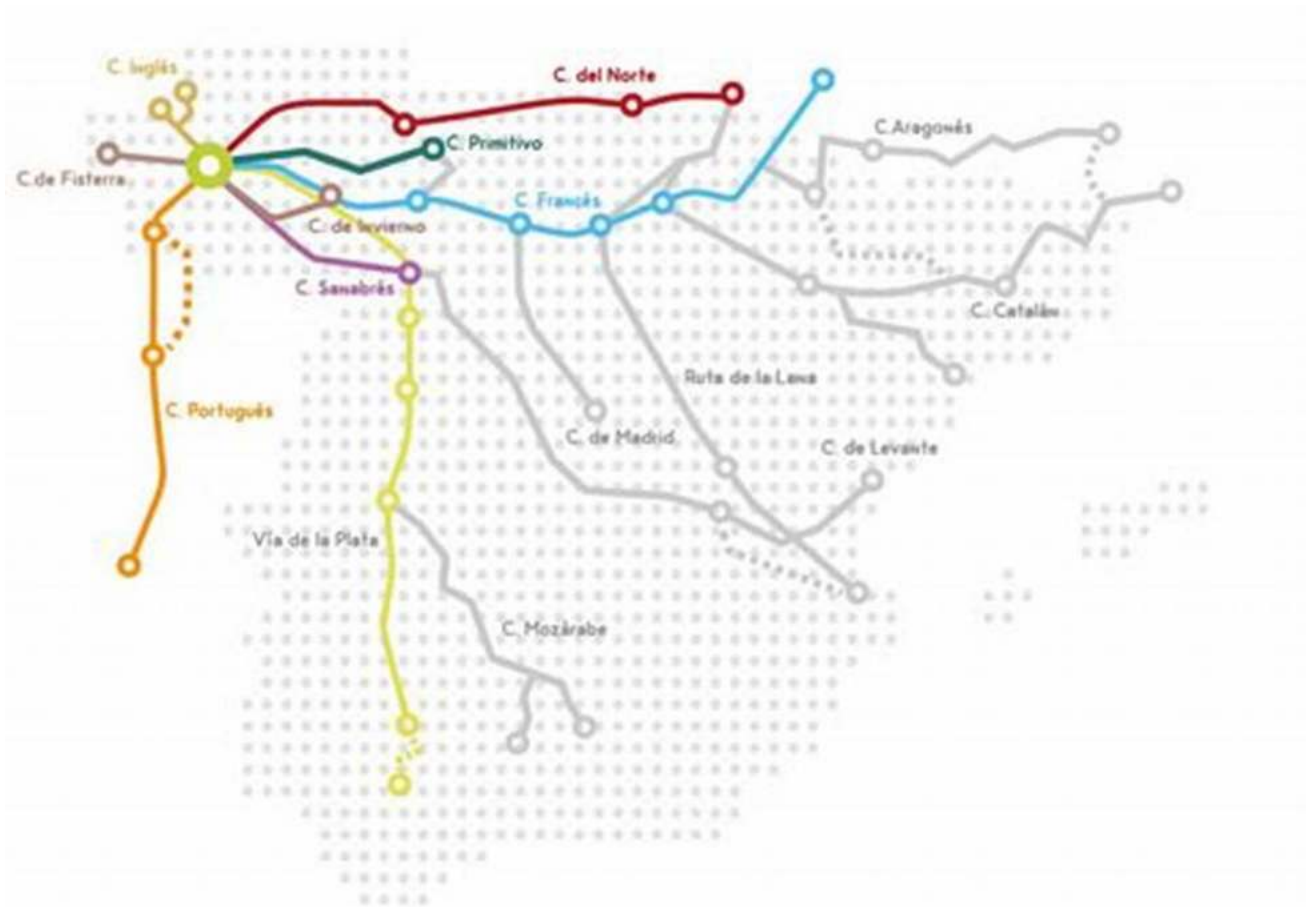 C. Inglés
C. del Norte
C. Aragonés
C. Primitivo
C.de Fisterra
C. Francés
C. de Invierno
C. Sanabrés
C. Catalán
Ruta de la Lana
C. Portugués
C. de Madrid
C. de Levante
Vía de la Plata
C. Mozárabe